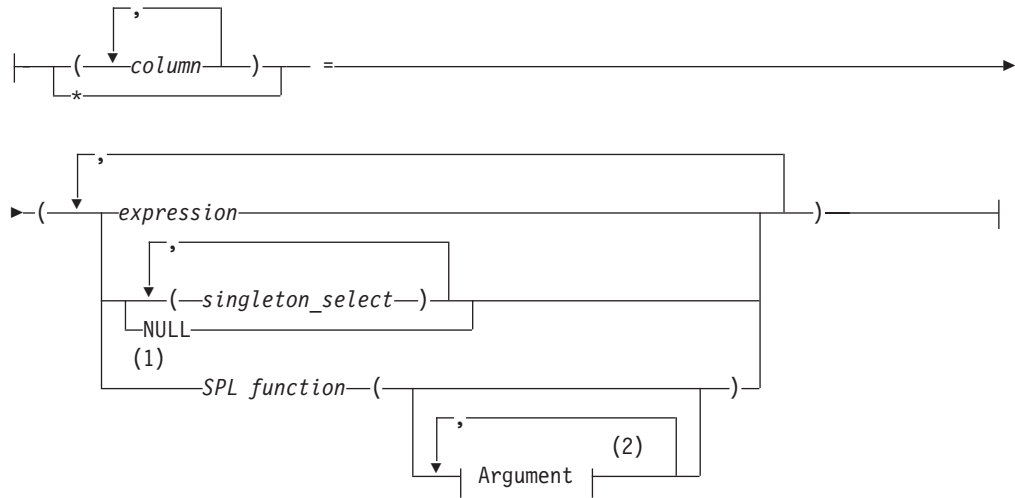 ,
( column ) =
*
,
( expression )
,
( singleton_select )
NULL
(1)
SPL function ( )
,
(2)
Argument